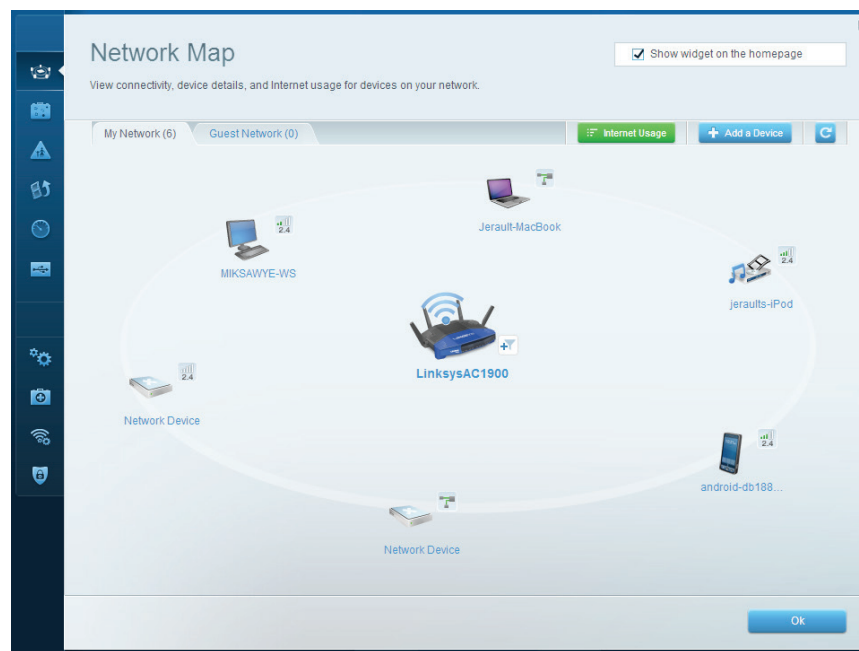 Network Map
Show widget on the homepage
View connectivity, device details, and Internet usage for devices on your network.
My Network (6)
Guest Network (0)
Internet Usage
Add a Device
Jerault-MacBook
2.4
MIKSAWYE-WS
2.4
jeraults-iPod
LinksysAC1900
2.4
Network Device
2.4
android-db188...
Network Device
Ok